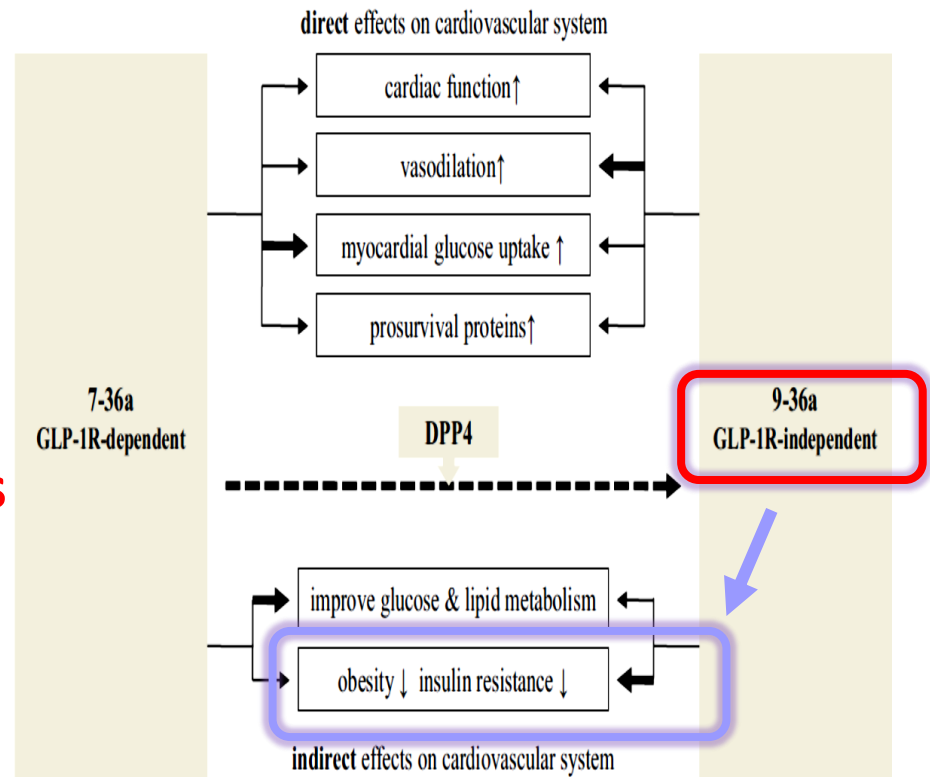 direct effects on cardiovascular system
cardiac function↑
vasodilation↑
myocardial glucose uptake ↑
prosurvival proteins↑
7-36a
GLP-1R-dependent
DPP4
9-36a
GLP-1R-independent
s
improve glucose & lipid metabolism
obesity ↓ insulin resistance ↓
indirect effects on cardiovascular system